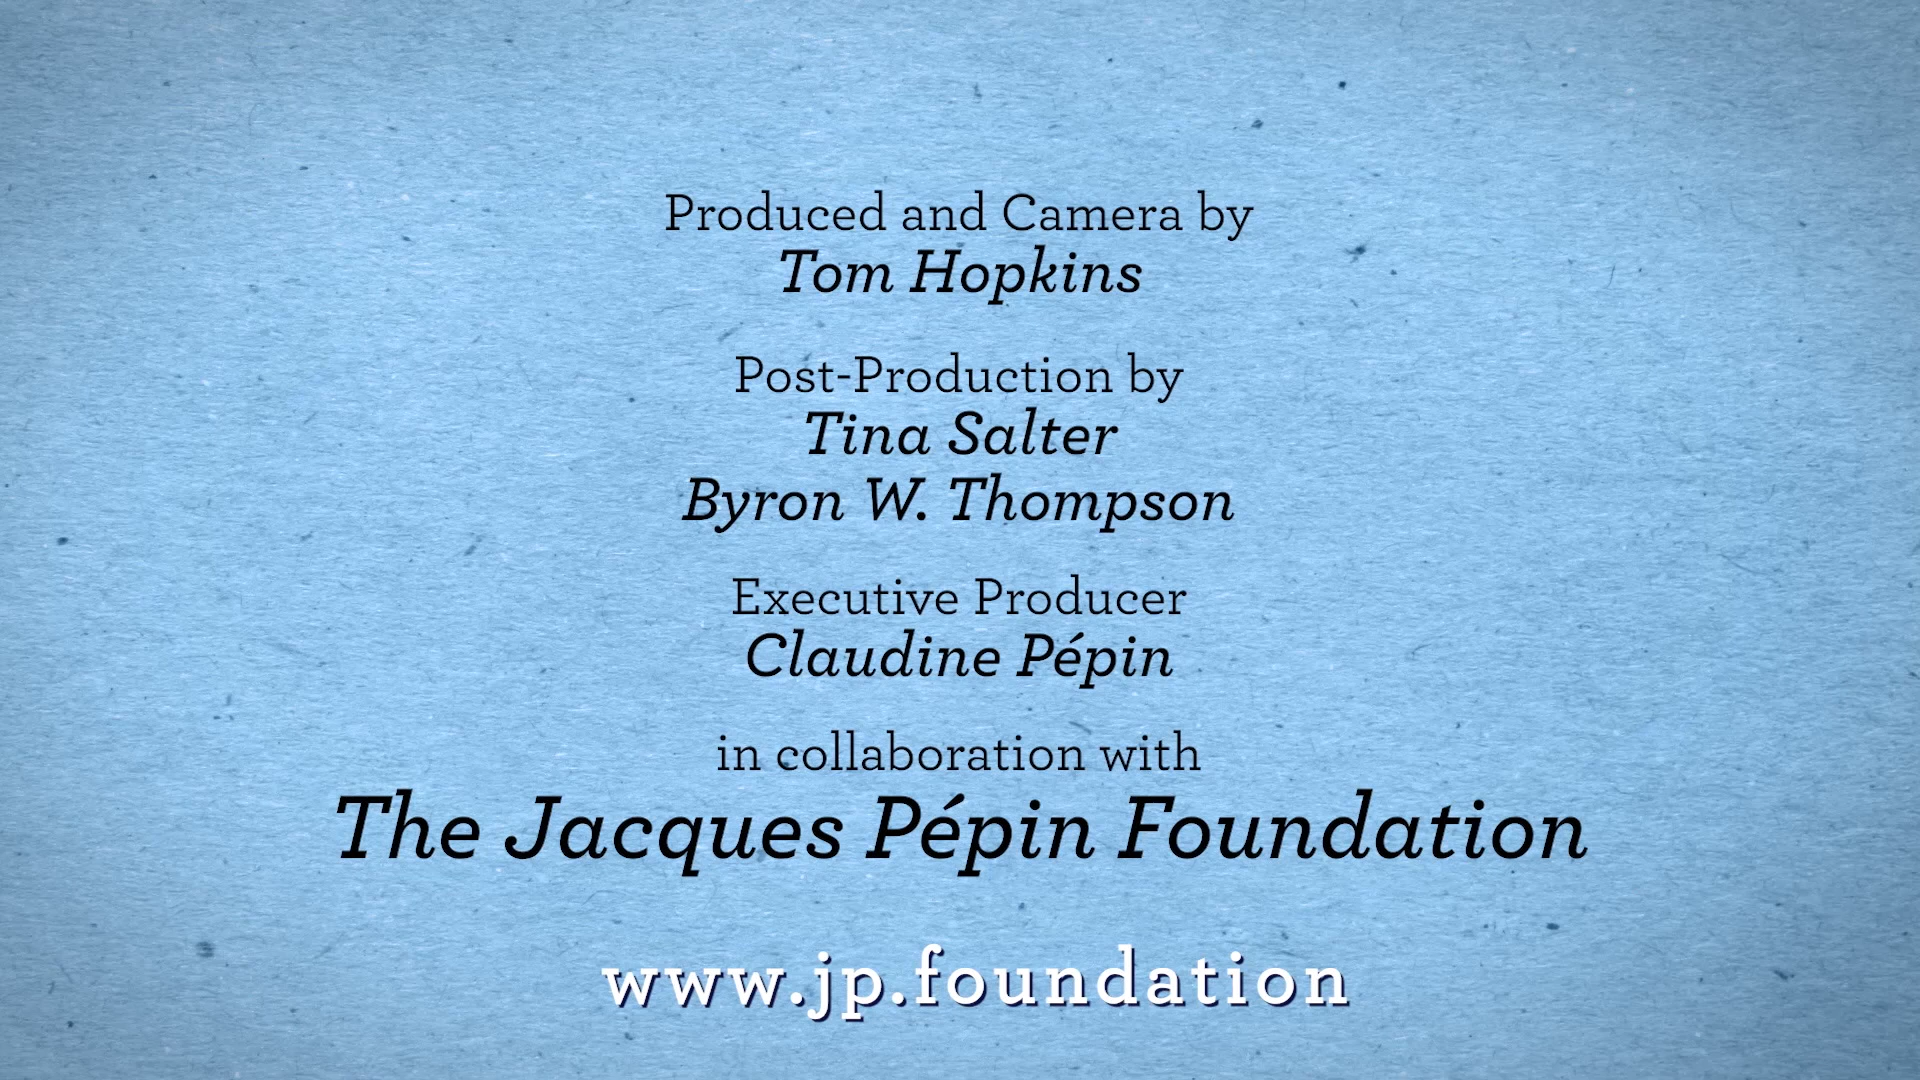 Produced and Camera by
Tom Hopkins
Post-Production by
Tina Salter
Byron W. Thompson
Executive Producer
Claudine Pépin
in collaboration with
The Jacques Pépin Foundation
www.jp.foundation